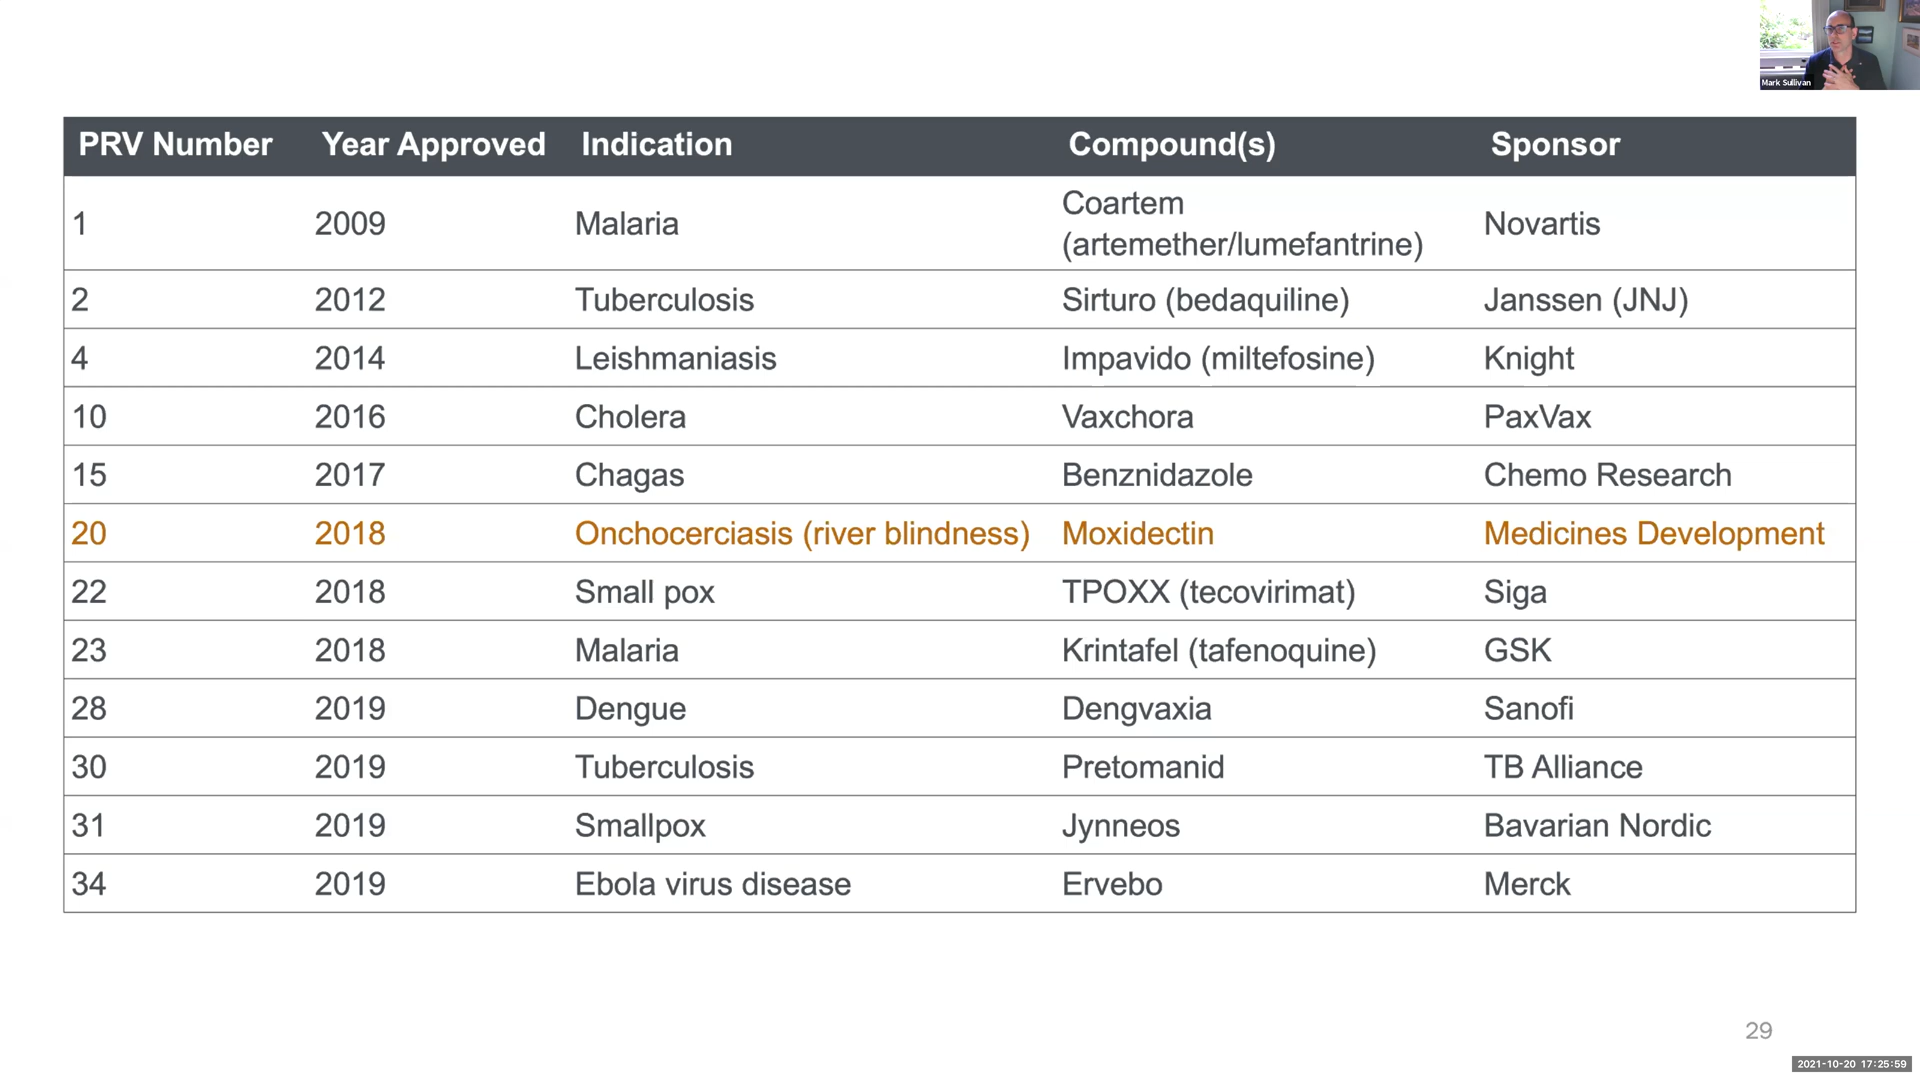 Mark Sullivan
PRV Number Year Approved Indication Compound(s) Sponsor
1 2009 Malaria Coartem (artemether/lumefantrine) Novartis
2 2012 Tuberculosis Sirturo (bedaquiline) Janssen (JNJ)
4 2014 Leishmaniasis Impavido (miltefosine) Knight
10 2016 Cholera Vaxchora PaxVax
15 2017 Chagas Benznidazole Chemo Research
20 2018 Onchocerciasis (river blindness) Moxidectin Medicines Development
22 2018 Small pox TPOXX (tecovirimat) Siga
23 2018 Malaria Krintafel (tafenoquine) GSK
28 2019 Dengue Dengvaxia Sanofi
30 2019 Tuberculosis Pretomanid TB Alliance
31 2019 Smallpox Jynneos Bavarian Nordic
34 2019 Ebola virus disease Ervebo Merck
29
2021-10-20 17:25:59